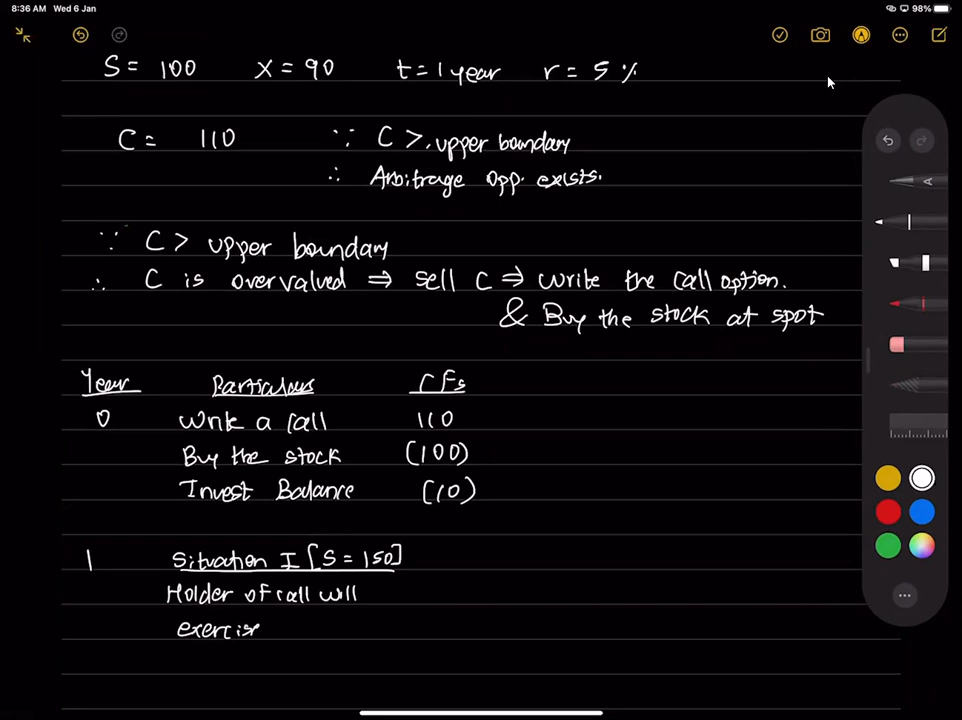 8:36 AM Wed 6 Jan 98%
S = 100 X = 90 t = 1 year r = 5 %
C = 110 ∵ C > upper boundary
∴ Arbitrage Opp. exists.
∵ C > upper boundary
∴ C is overvalued ⇒ sell C ⇒ write the call option.
& Buy the stock at spot
Year Particulars CFs
0 Write a call 110
Buy the stock (100)
Invest Balance (10)
1 Situation I [S = 150]
Holder of call will
exercise